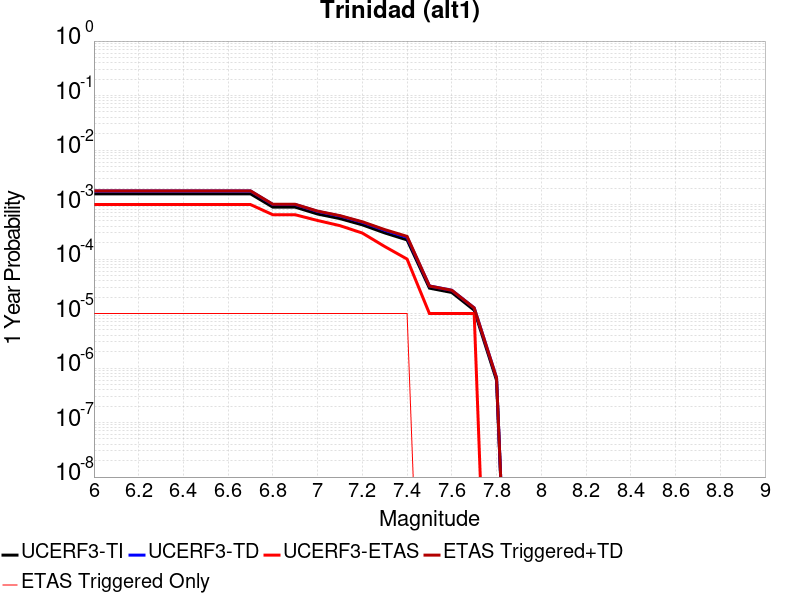 Trinidad (alt1)
10^0
10^-1
10^-2
10^-3
10^-4
10^-5
10^-6
10^-7
10^-8
1 Year Probability
6 6.2 6.4 6.6 6.8 7 7.2 7.4 7.6 7.8 8 8.2 8.4 8.6 8.8 9
Magnitude
UCERF3-TI UCERF3-TD UCERF3-ETAS ETAS Triggered+TD
ETAS Triggered Only